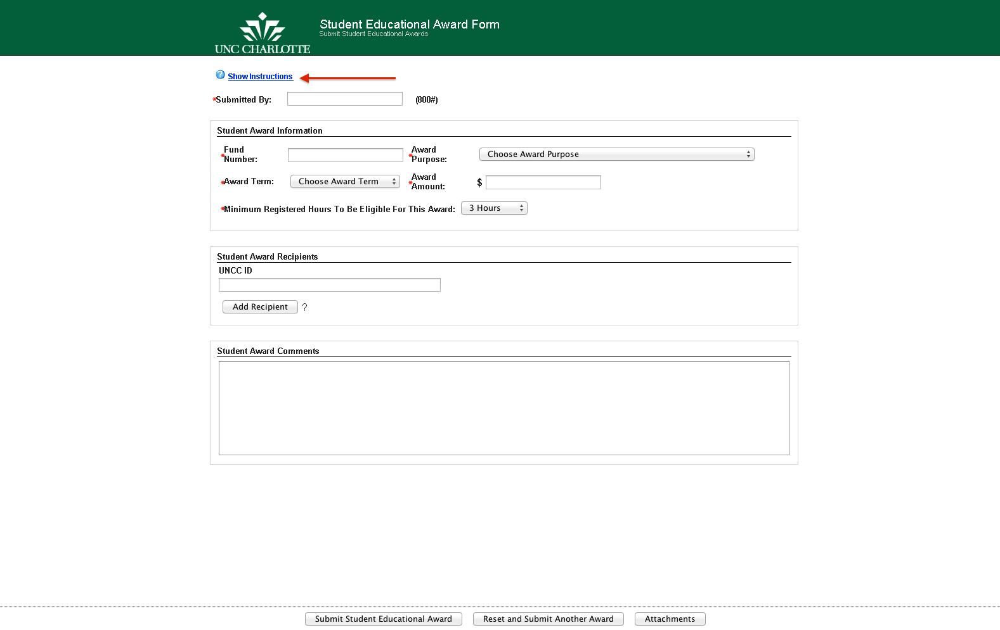 Student Educational Award Form
Submit Student Educational Awards
UNC CHARLOTTE
? Show Instructions
*Submitted By: (800#)
Student Award Information
*Fund Number:
*Award Purpose: Choose Award Purpose
*Award Term: Choose Award Term
*Award Amount: $
*Minimum Registered Hours To Be Eligible For This Award: 3 Hours
Student Award Recipients
UNCC ID
Add Recipient ?
Student Award Comments
Submit Student Educational Award Reset and Submit Another Award Attachments